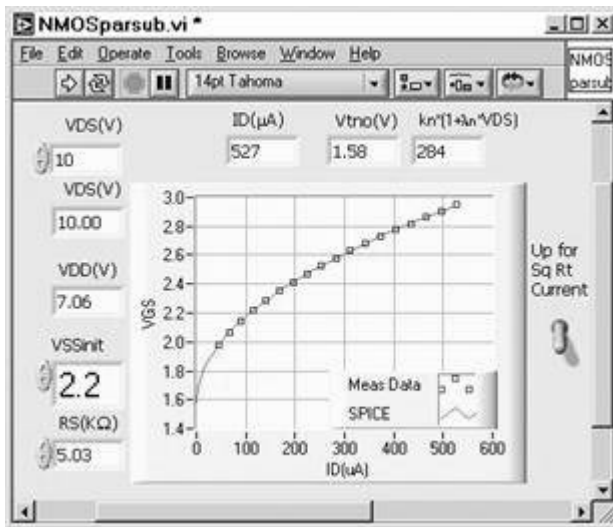 NMOSparsub.vi *
File Edit Operate Tools Browse Window Help
14pt Tahoma
NMOS
parsub
VDS(V)
10
VDS(V)
10.00
VDD(V)
7.06
VSSinit
2.2
RS(KΩ)
5.03
ID(µA)
527
Vtno(V)
1.58
kn*(1+λn*VDS)
284
VGS
3.0
2.8
2.6
2.4
2.2
2.0
1.8
1.6
1.4
0 100 200 300 400 500 600
ID(uA)
Meas Data
SPICE
Up for
Sq Rt
Current